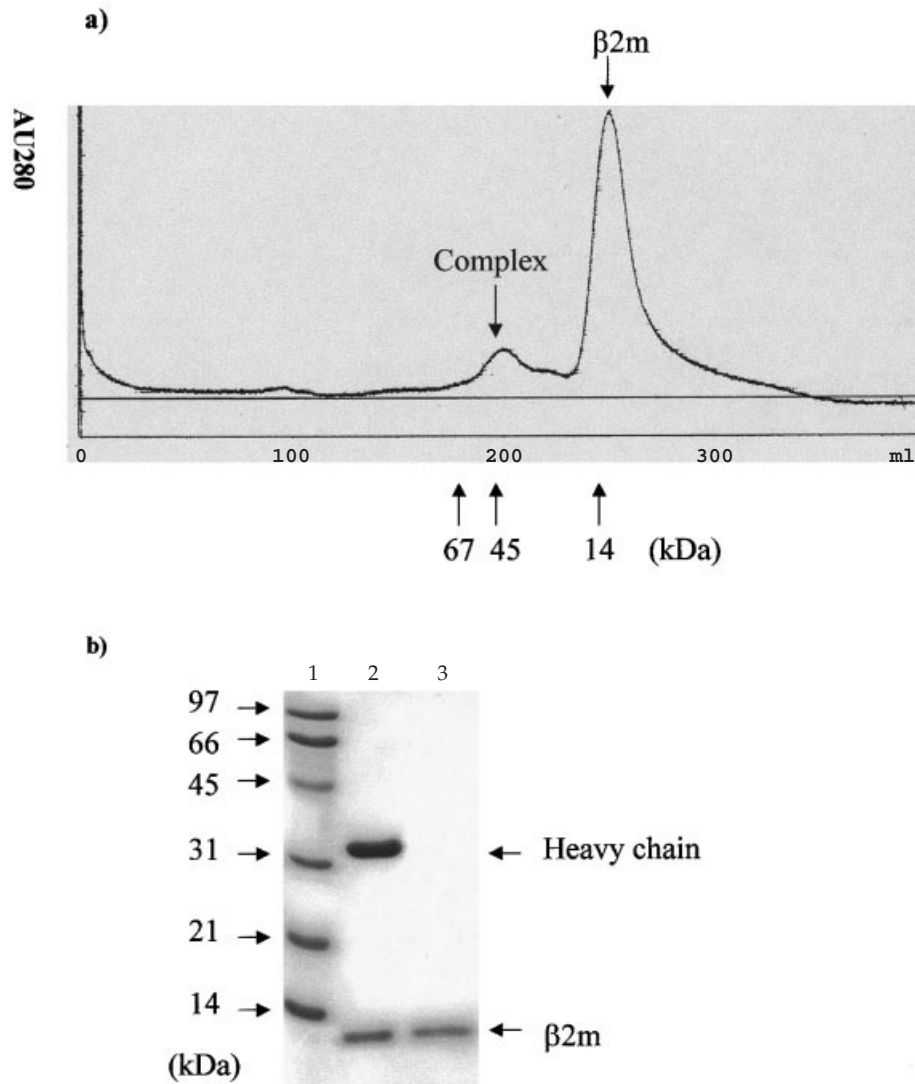 a)
β2m
AU280
Complex
0 100 200 300 ml
67 45 14 (kDa)
b)
1 2 3
97
66
45
31 Heavy chain
21
14
β2m
(kDa)